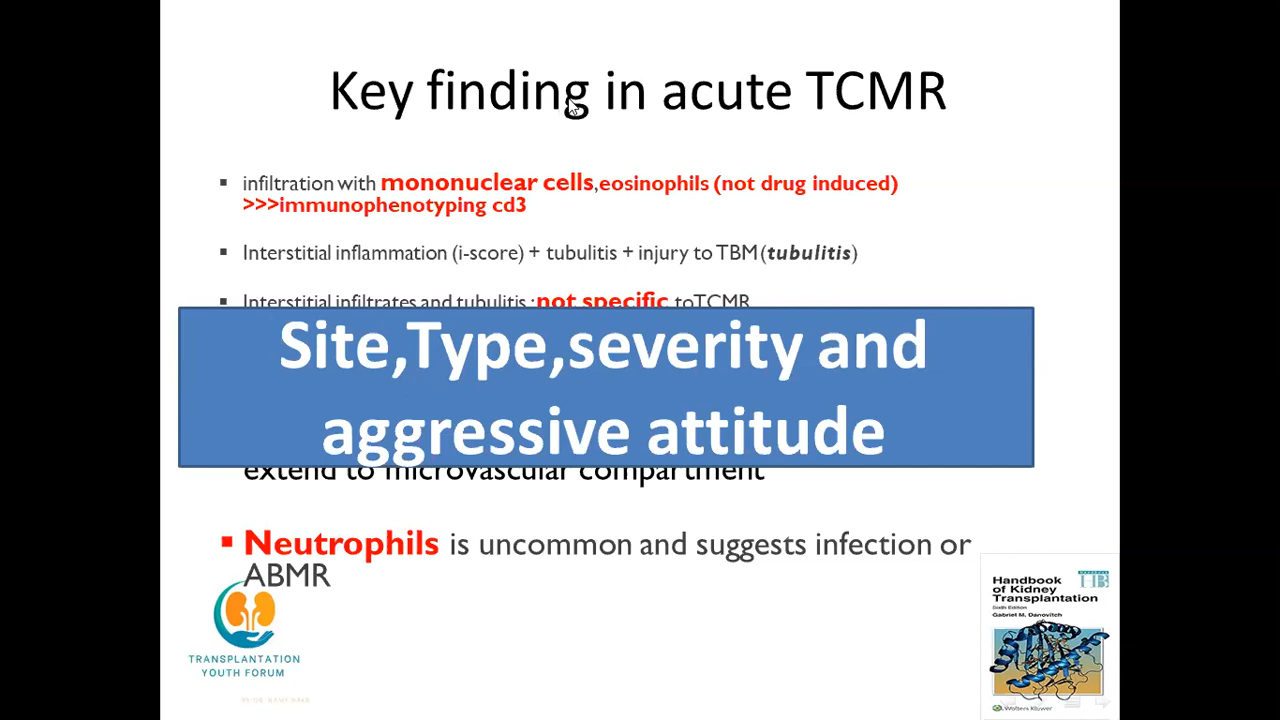 Key finding in acute TCMR
▪ infiltration with mononuclear cells,eosinophils (not drug induced)
>>>immunophenotyping cd3
▪ Interstitial inflammation (i-score) + tubulitis + injury to TBM (tubulitis)
▪ Interstitial infiltrates and tubulitis :not specific toTCMR
Site,Type,severity and
aggressive attitude
extend to microvascular compartment
▪ Neutrophils is uncommon and suggests infection or
ABMR
TRANSPLANTATION
YOUTH FORUM
Handbook
of Kidney
Transplantation
Sixth Edition
Gabriel M. Danovitch
Wolters Kluwer